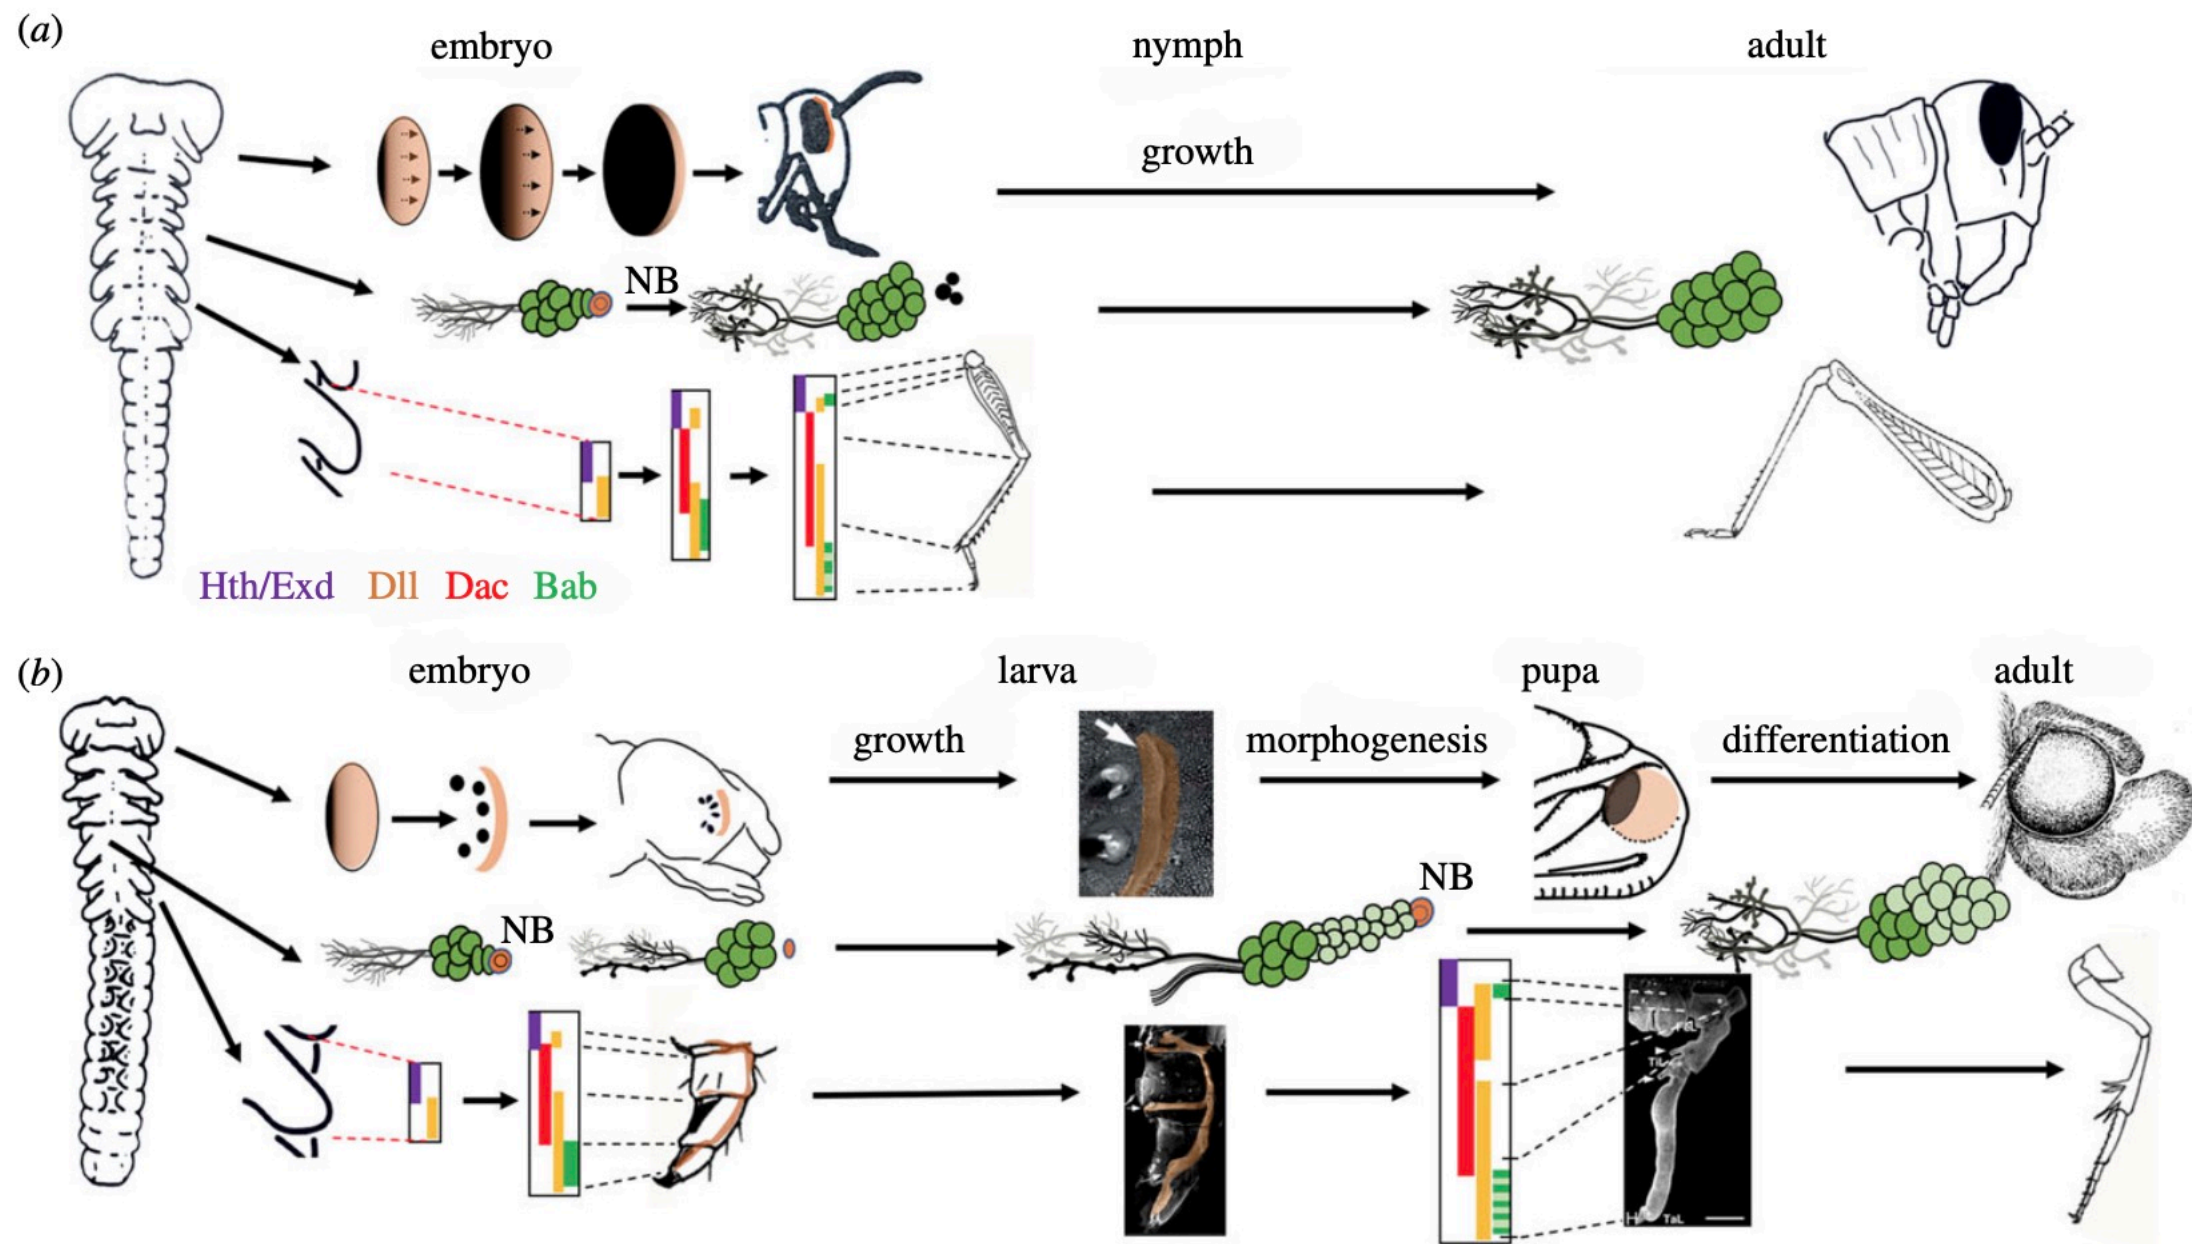 (a)
embryo
nymph
adult
growth
NB
Hth/Exd Dll Dac Bab
(b)
embryo
larva
pupa
adult
growth
morphogenesis
differentiation
NB
NB
TaL